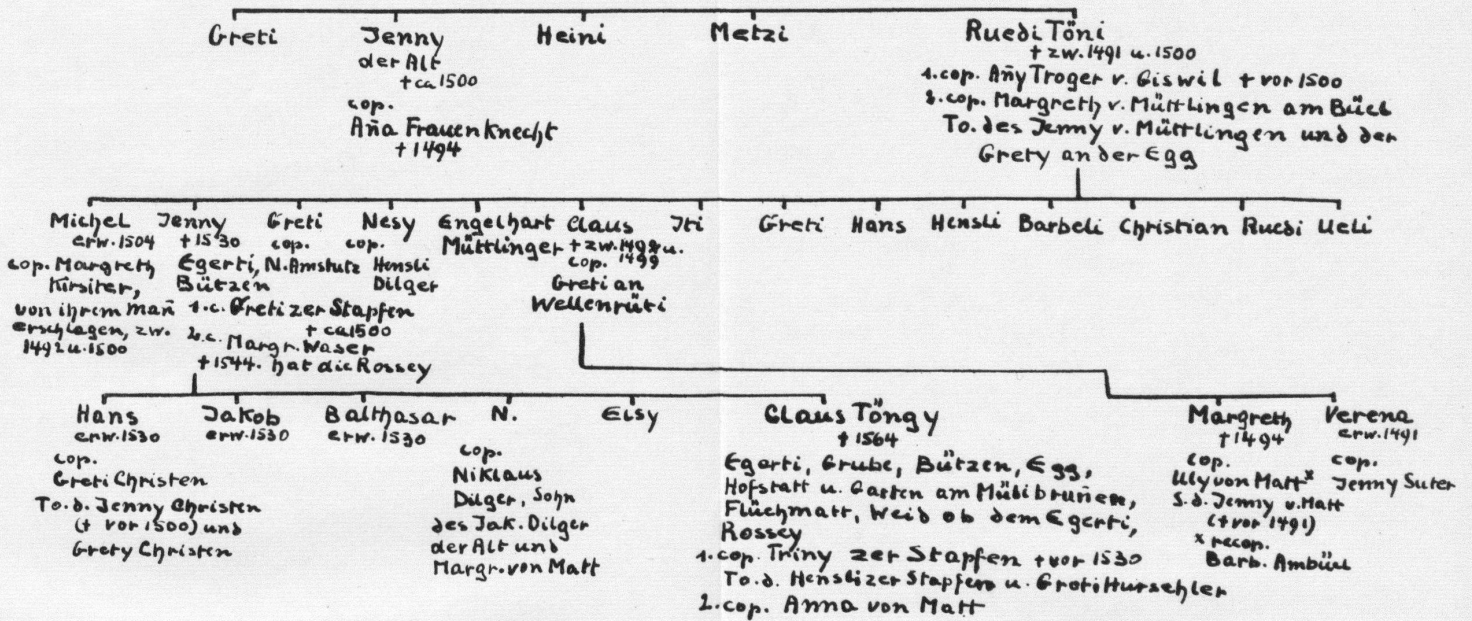 Greti
Jenny
der Alt
+ ca 1500
cop.
Aña Frauenknecht
+ 1494
Heini
Metzi
Ruedi Töni
+ zw. 1491 u. 1500
1. cop. Añy Troger v. Giswil + vor 1500
2. cop. Margreth v. Müttlingen am Büel
To. des Jenny v. Müttlingen und der
Grety an der Egg
Michel
erw. 1504
cop. Margreth
Kirsiter,
von ihrem mañ
erschlagen, zw.
1492 u. 1500
Jenny
+ 1530
Egerti,
Bützen
1.c. Greti zer Stapfen
+ ca 1500
2.c. Margr. Waser
+ 1544. hat die Rossey
Greti
cop.
N. Amstutz
Nesy
cop.
Hensli
Dilger
Engelhart
Müttlinger
Claus
+ zw. 1492 u.
cop. 1499
Greti an
Wellenrüti
Iti
Greti
Hans
Hensli
Barbeli
Christian
Ruedi
Ueli
Hans
erw. 1530
cop.
Greti Christen
To. d. Jenny Christen
(+ vor 1500) und
Grety Christen
Jakob
erw. 1530
Balthasar
erw. 1530
N.
cop.
Niklaus
Dilger, Sohn
des Jak. Dilger
der Alt und
Margr. von Matt
Elsy
Claus Töngy
+ 1564
Egerti, Grube, Bützen, Egg,
Hofstatt u. Garten am Mülibruñen,
Flüchmatt, Weid ob dem Egerti,
Rossey
1. cop. Triny zer Stapfen + vor 1530
To. d. Hensli zer Stapfen u. Greti Hurschler
2. cop. Anna von Matt
Margreth
+ 1494
cop.
Uly von Matt x
S. d. Jenny v. Matt
(+ vor 1491)
x recop.
Barb. Ambüel
Verena
erw. 1491
cop.
Jenny Suter